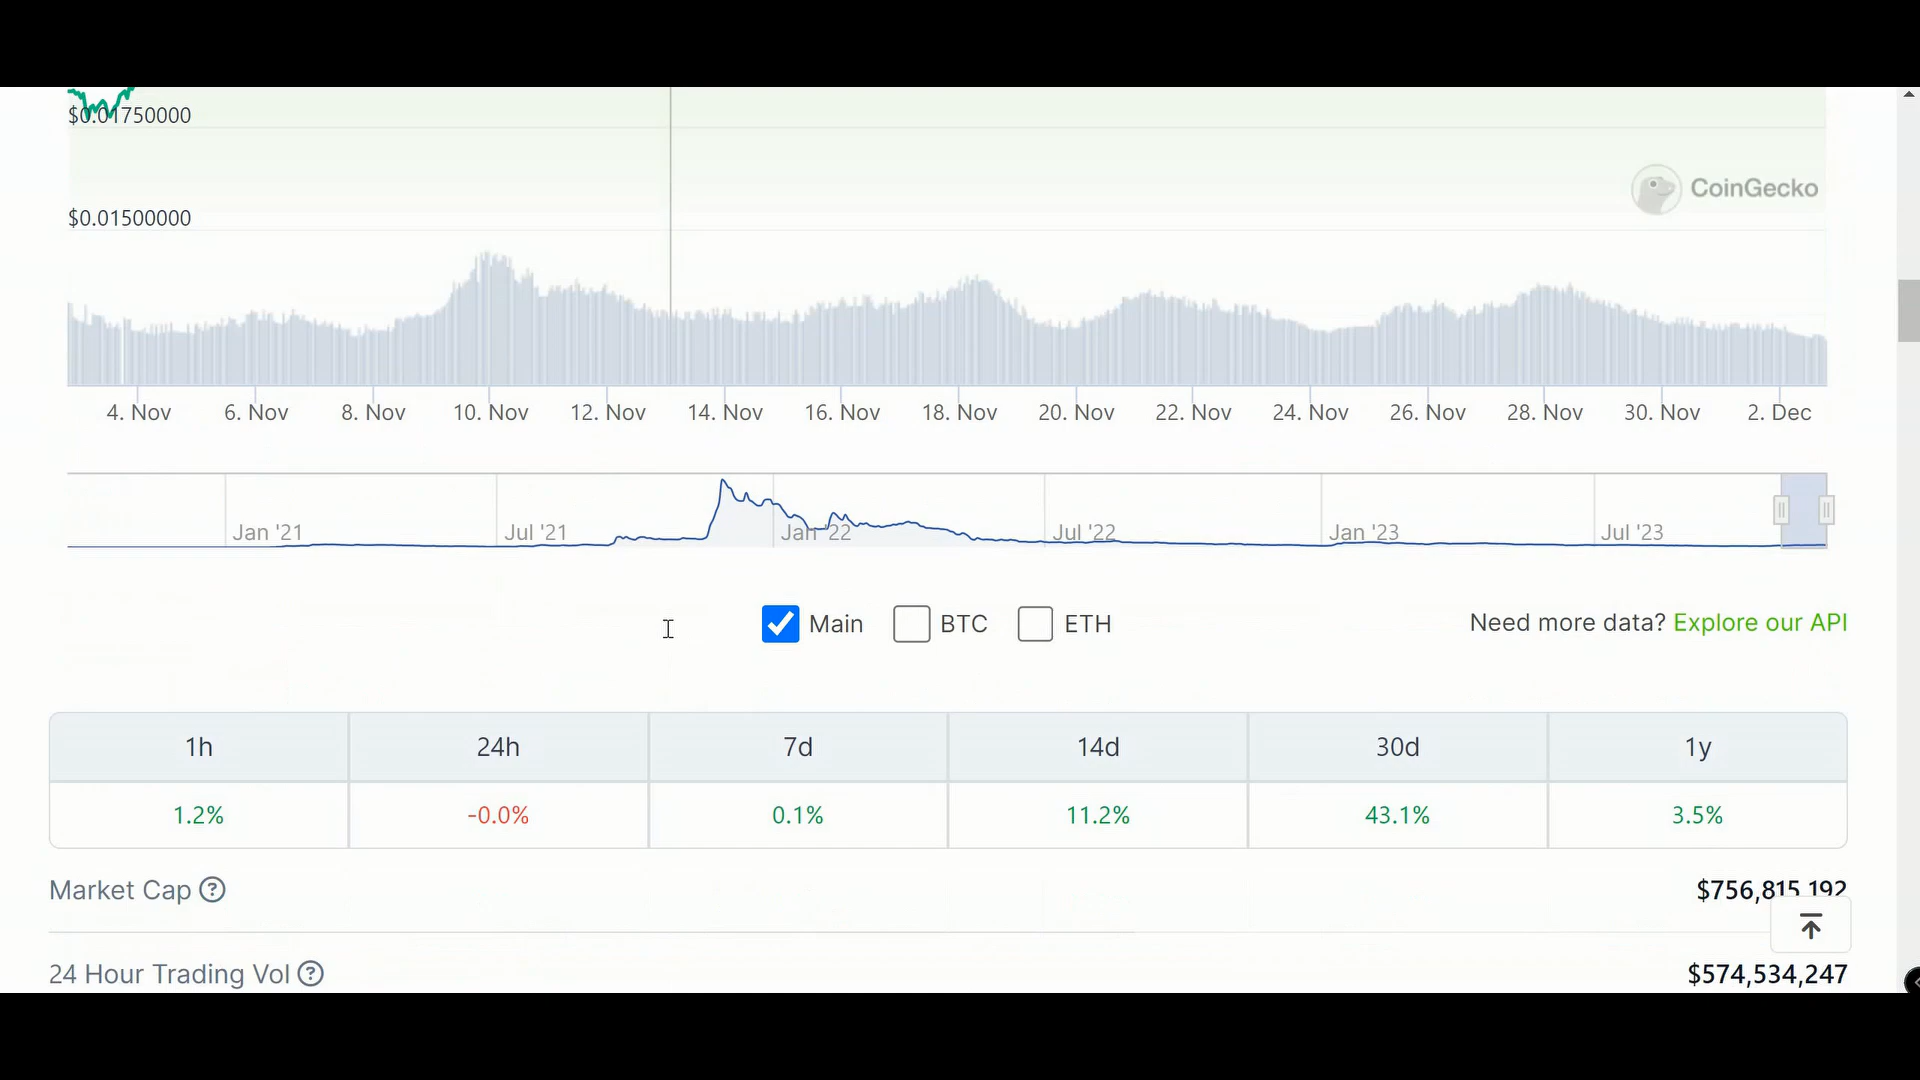 $0.01750000
CoinGecko
$0.01500000
4. Nov 6. Nov 8. Nov 10. Nov 12. Nov 14. Nov 16. Nov 18. Nov 20. Nov 22. Nov 24. Nov 26. Nov 28. Nov 30. Nov 2. Dec
Jan '21 Jul '21 Jan '22 Jul '22 Jan '23 Jul '23
Main BTC ETH Need more data? Explore our API
1h 24h 7d 14d 30d 1y
1.2% -0.0% 0.1% 11.2% 43.1% 3.5%
Market Cap ? $756,815,192
24 Hour Trading Vol ? $574,534,247